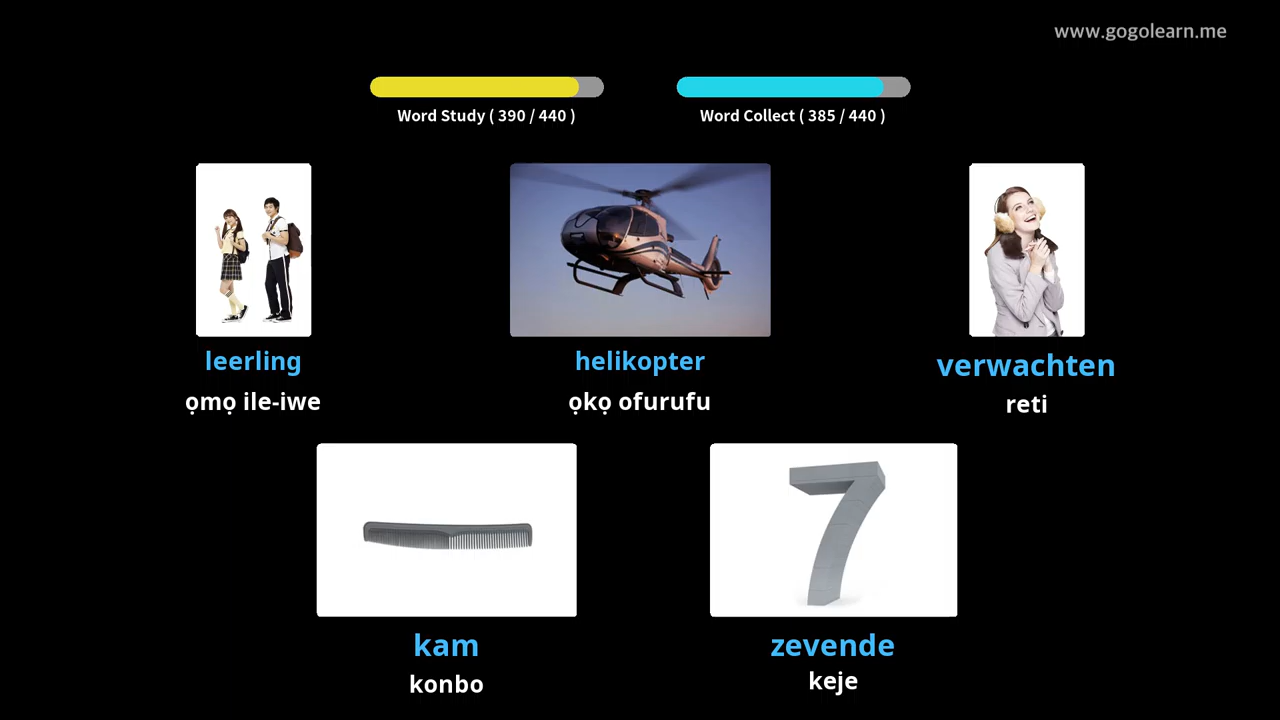 www.gogolearn.me
Word Study ( 390 / 440 )
Word Collect ( 385 / 440 )
leerling
ọmọ ile-iwe
helikopter
ọkọ ofurufu
verwachten
reti
kam
konbo
zevende
keje